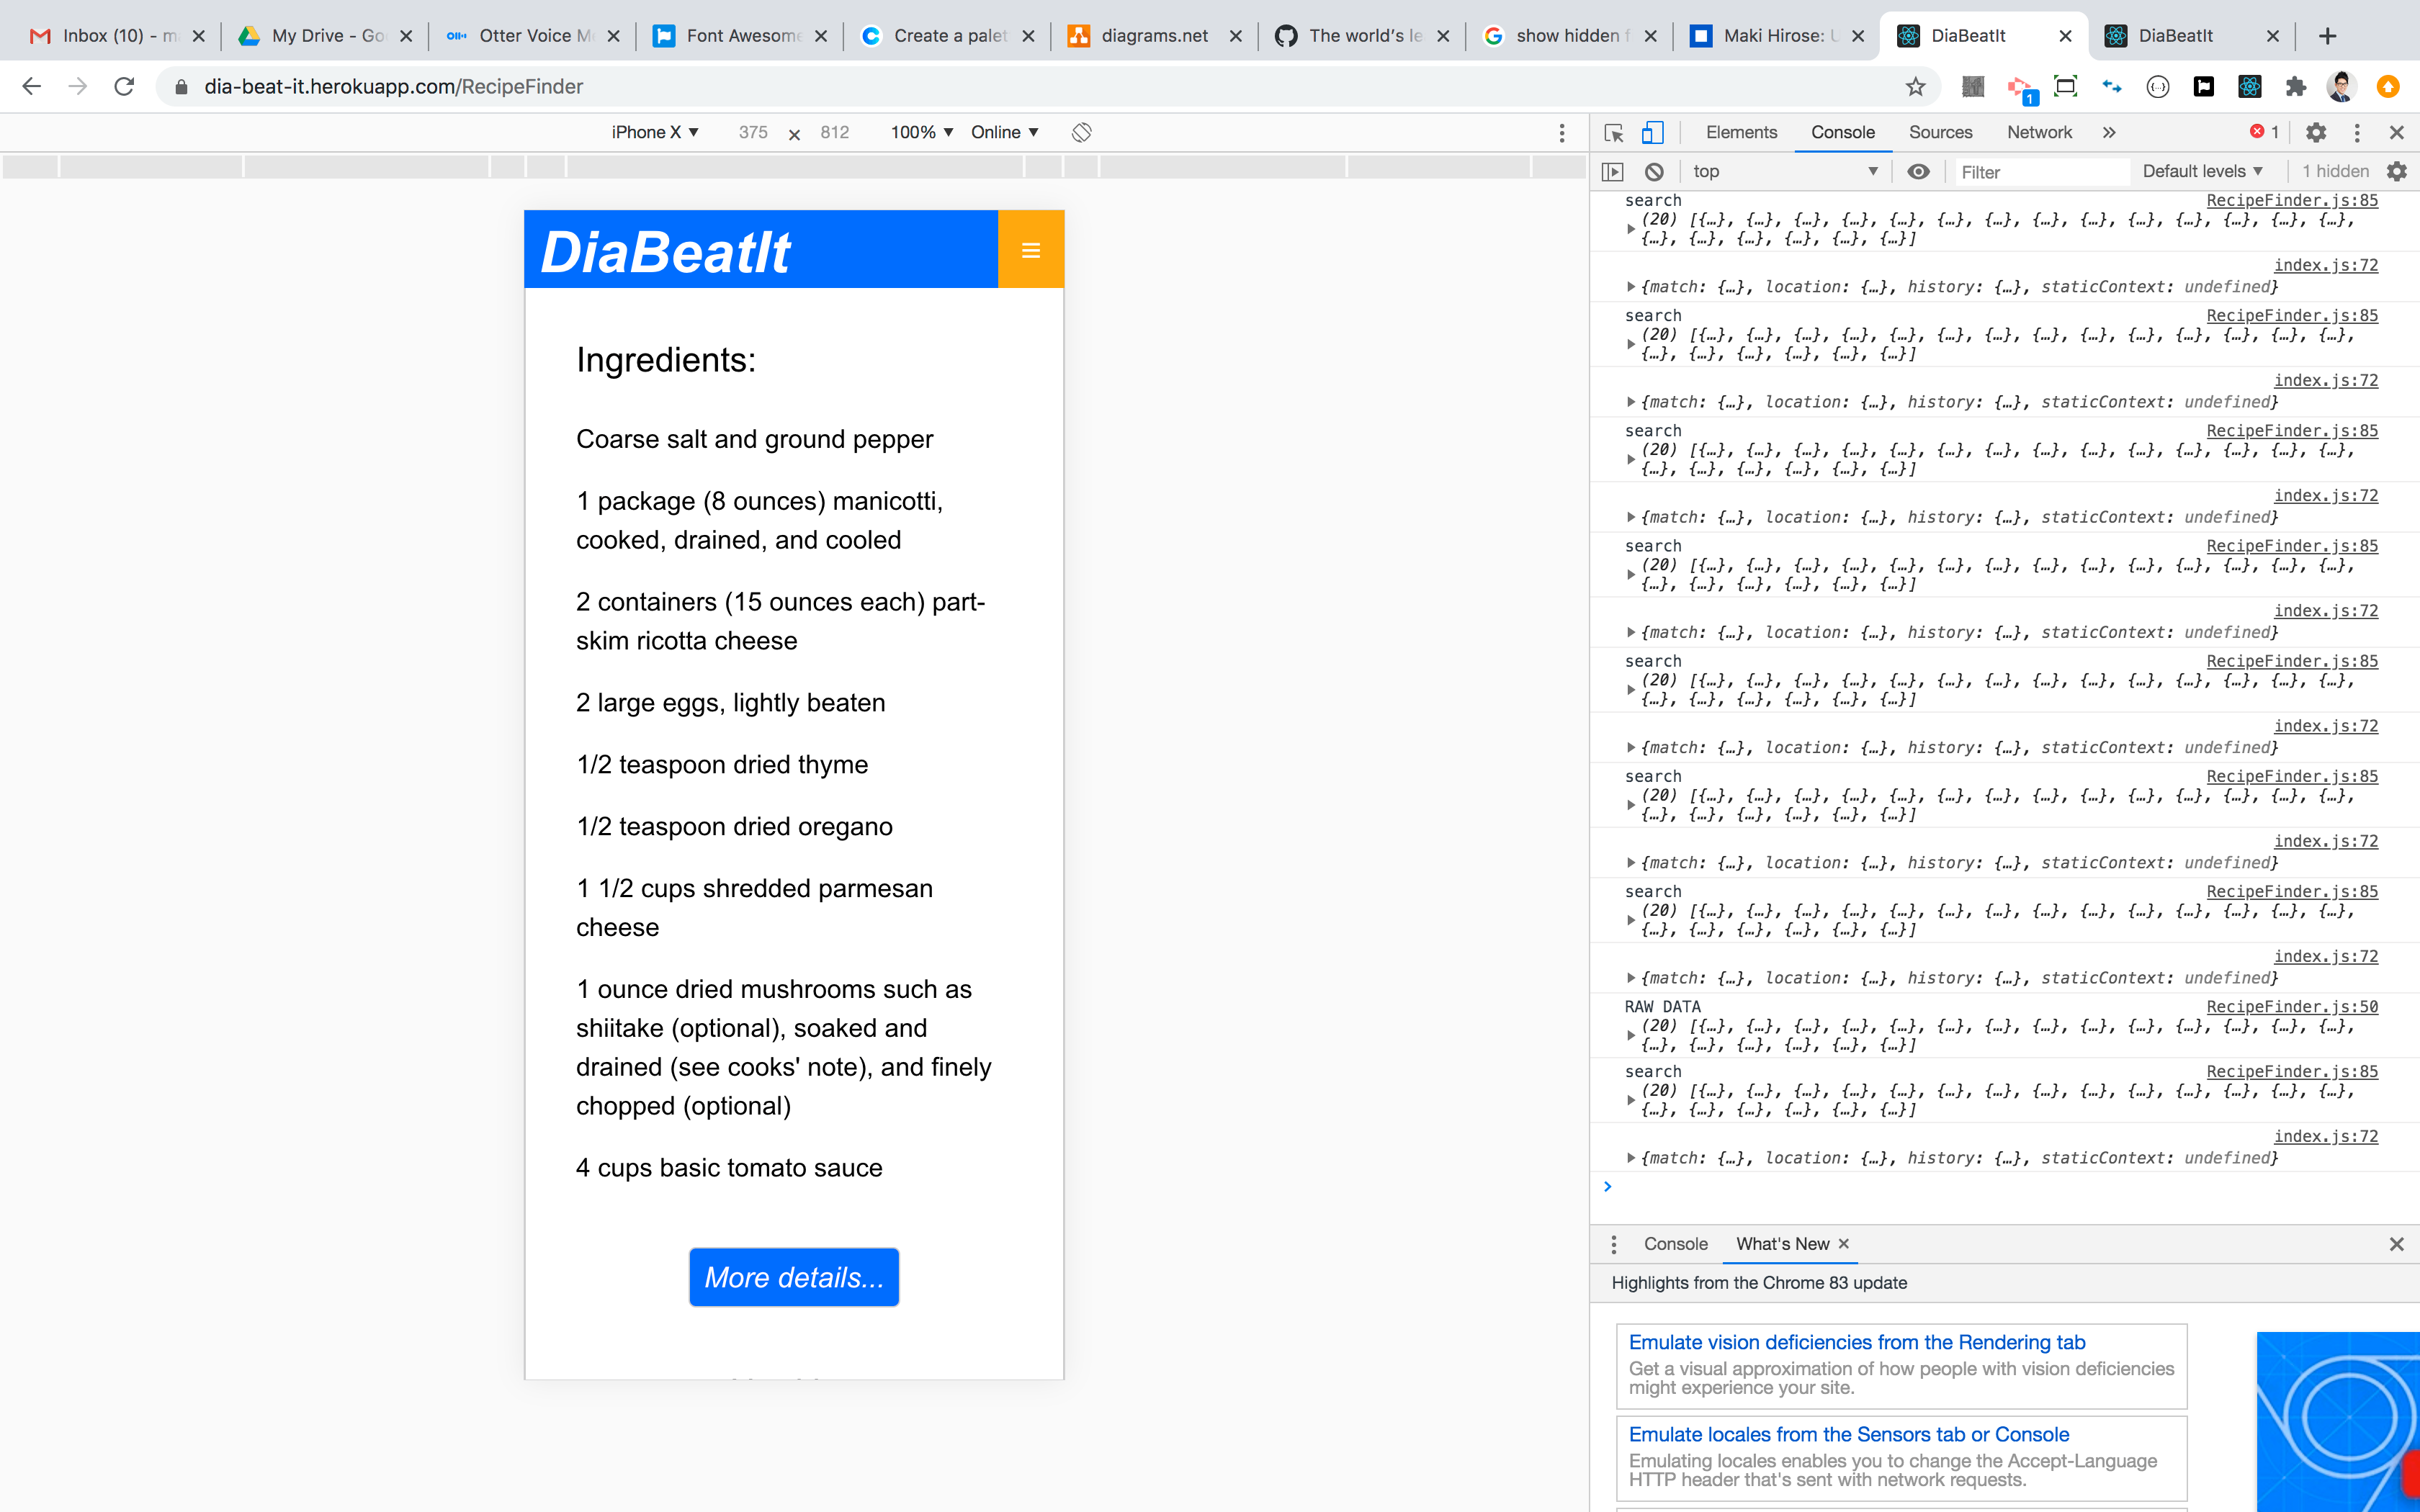 Inbox (10) - m
My Drive - Go
Otter Voice M
Font Awesome
Create a palet
diagrams.net
The world's le
show hidden f
Maki Hirose: U
DiaBeatIt
DiaBeatIt
dia-beat-it.herokuapp.com/RecipeFinder
1
iPhone X ▼ 375 × 812 100% ▼ Online ▼
DiaBeatIt
Ingredients:
Coarse salt and ground pepper
1 package (8 ounces) manicotti,
cooked, drained, and cooled
2 containers (15 ounces each) part-
skim ricotta cheese
2 large eggs, lightly beaten
1/2 teaspoon dried thyme
1/2 teaspoon dried oregano
1 1/2 cups shredded parmesan
cheese
1 ounce dried mushrooms such as
shiitake (optional), soaked and
drained (see cooks' note), and finely
chopped (optional)
4 cups basic tomato sauce
More details...
Elements Console Sources Network » 1
top ▼ Filter Default levels ▼ 1 hidden
search RecipeFinder.js:85
(20) [{…}, {…}, {…}, {…}, {…}, {…}, {…}, {…}, {…}, {…}, {…}, {…}, {…}, {…},
{…}, {…}, {…}, {…}, {…}, {…}]
index.js:72
{match: {…}, location: {…}, history: {…}, staticContext: undefined}
search RecipeFinder.js:85
(20) [{…}, {…}, {…}, {…}, {…}, {…}, {…}, {…}, {…}, {…}, {…}, {…}, {…}, {…},
{…}, {…}, {…}, {…}, {…}, {…}]
index.js:72
{match: {…}, location: {…}, history: {…}, staticContext: undefined}
search RecipeFinder.js:85
(20) [{…}, {…}, {…}, {…}, {…}, {…}, {…}, {…}, {…}, {…}, {…}, {…}, {…}, {…},
{…}, {…}, {…}, {…}, {…}, {…}]
index.js:72
{match: {…}, location: {…}, history: {…}, staticContext: undefined}
search RecipeFinder.js:85
(20) [{…}, {…}, {…}, {…}, {…}, {…}, {…}, {…}, {…}, {…}, {…}, {…}, {…}, {…},
{…}, {…}, {…}, {…}, {…}, {…}]
index.js:72
{match: {…}, location: {…}, history: {…}, staticContext: undefined}
search RecipeFinder.js:85
(20) [{…}, {…}, {…}, {…}, {…}, {…}, {…}, {…}, {…}, {…}, {…}, {…}, {…}, {…},
{…}, {…}, {…}, {…}, {…}, {…}]
index.js:72
{match: {…}, location: {…}, history: {…}, staticContext: undefined}
search RecipeFinder.js:85
(20) [{…}, {…}, {…}, {…}, {…}, {…}, {…}, {…}, {…}, {…}, {…}, {…}, {…}, {…},
{…}, {…}, {…}, {…}, {…}, {…}]
index.js:72
{match: {…}, location: {…}, history: {…}, staticContext: undefined}
search RecipeFinder.js:85
(20) [{…}, {…}, {…}, {…}, {…}, {…}, {…}, {…}, {…}, {…}, {…}, {…}, {…}, {…},
{…}, {…}, {…}, {…}, {…}, {…}]
index.js:72
{match: {…}, location: {…}, history: {…}, staticContext: undefined}
RAW DATA RecipeFinder.js:50
(20) [{…}, {…}, {…}, {…}, {…}, {…}, {…}, {…}, {…}, {…}, {…}, {…}, {…}, {…},
{…}, {…}, {…}, {…}, {…}, {…}]
search RecipeFinder.js:85
(20) [{…}, {…}, {…}, {…}, {…}, {…}, {…}, {…}, {…}, {…}, {…}, {…}, {…}, {…},
{…}, {…}, {…}, {…}, {…}, {…}]
index.js:72
{match: {…}, location: {…}, history: {…}, staticContext: undefined}
Console What's New
Highlights from the Chrome 83 update
Emulate vision deficiencies from the Rendering tab
Get a visual approximation of how people with vision deficiencies
might experience your site.
Emulate locales from the Sensors tab or Console
Emulating locales enables you to change the Accept-Language
HTTP header that's sent with network requests.